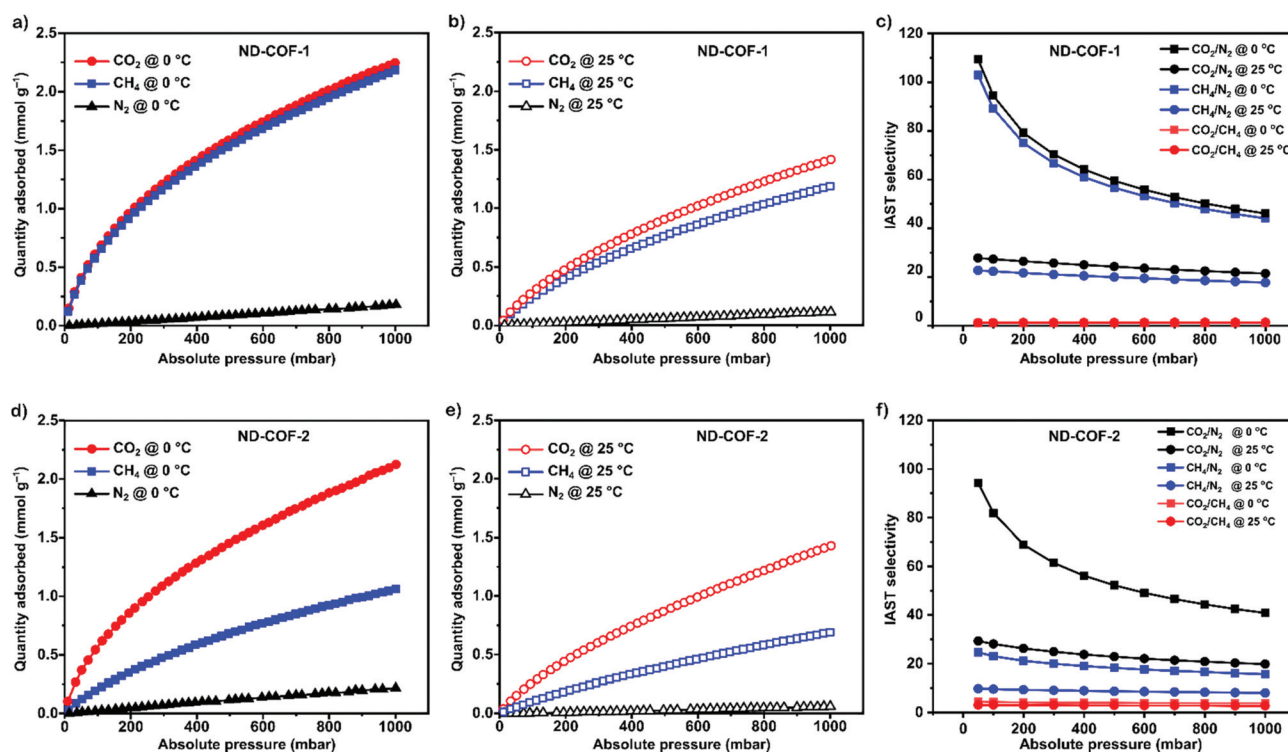 a)
ND-COF-1
CO₂ @ 0 °C
CH₄ @ 0 °C
N₂ @ 0 °C
Quantity adsorbed (mmol g⁻¹)
2.5
2.0
1.5
1.0
0.5
0.0
0 200 400 600 800 1000
Absolute pressure (mbar)
b)
ND-COF-1
CO₂ @ 25 °C
CH₄ @ 25 °C
N₂ @ 25 °C
Quantity adsorbed (mmol g⁻¹)
2.5
2.0
1.5
1.0
0.5
0.0
0 200 400 600 800 1000
Absolute pressure (mbar)
c)
ND-COF-1
CO₂/N₂ @ 0 °C
CO₂/N₂ @ 25 °C
CH₄/N₂ @ 0 °C
CH₄/N₂ @ 25 °C
CO₂/CH₄ @ 0 °C
CO₂/CH₄ @ 25 °C
IAST selectivity
120
100
80
60
40
20
0
0 200 400 600 800 1000
Absolute pressure (mbar)
d)
ND-COF-2
CO₂ @ 0 °C
CH₄ @ 0 °C
N₂ @ 0 °C
Quantity adsorbed (mmol g⁻¹)
2.5
2.0
1.5
1.0
0.5
0.0
0 200 400 600 800 1000
Absolute pressure (mbar)
e)
ND-COF-2
CO₂ @ 25 °C
CH₄ @ 25 °C
N₂ @ 25 °C
Quantity adsorbed (mmol g⁻¹)
2.5
2.0
1.5
1.0
0.5
0.0
0 200 400 600 800 1000
Absolute pressure (mbar)
f)
ND-COF-2
CO₂/N₂ @ 0 °C
CO₂/N₂ @ 25 °C
CH₄/N₂ @ 0 °C
CH₄/N₂ @ 25 °C
CO₂/CH₄ @ 0 °C
CO₂/CH₄ @ 25 °C
IAST selectivity
120
100
80
60
40
20
0
0 200 400 600 800 1000
Absolute pressure (mbar)